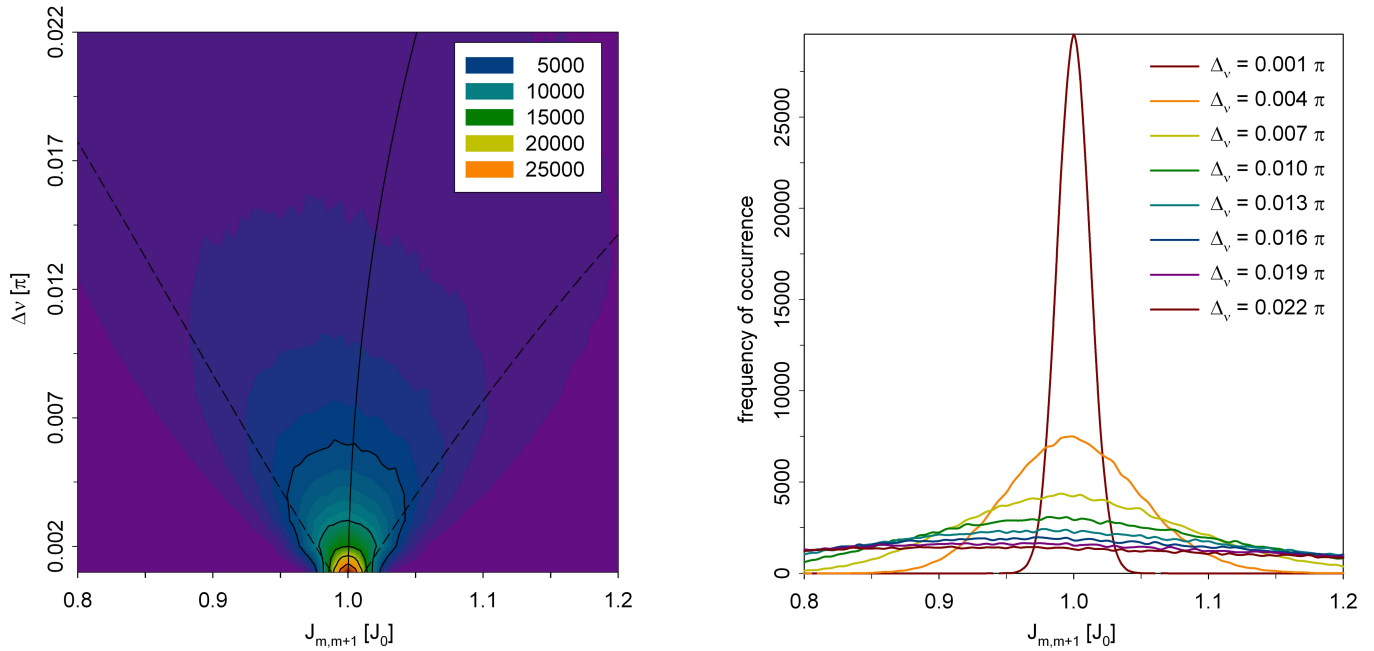 0.022
0.017
0.012
0.007
0.002
Δν [π]
5000
10000
15000
20000
25000
0.8
0.9
1.0
1.1
1.2
J_{m,m+1} [J_0]
25000
20000
15000
10000
5000
0
frequency of occurrence
Δ_ν = 0.001 π
Δ_ν = 0.004 π
Δ_ν = 0.007 π
Δ_ν = 0.010 π
Δ_ν = 0.013 π
Δ_ν = 0.016 π
Δ_ν = 0.019 π
Δ_ν = 0.022 π
0.8
0.9
1.0
1.1
1.2
J_{m,m+1} [J_0]